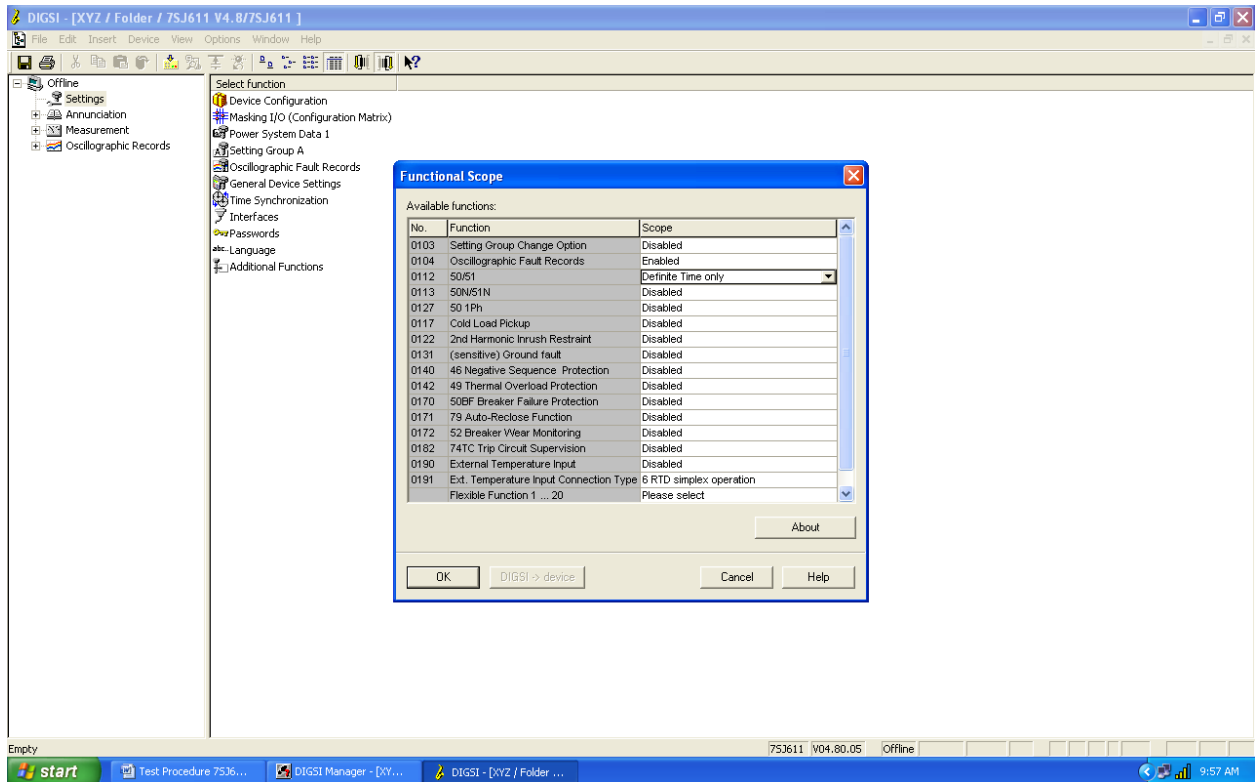 DIGSI - [XYZ / Folder / 7SJ611 V4.8/7SJ611 ]
File Edit Insert Device View Options Window Help
Offline
Settings
Annunciation
Measurement
Oscillographic Records
Select function
Device Configuration
Masking I/O (Configuration Matrix)
Power System Data 1
Setting Group A
Oscillographic Fault Records
General Device Settings
Time Synchronization
Interfaces
Passwords
Language
Additional Functions
Functional Scope
Available functions:
No. Function Scope
0103 Setting Group Change Option Disabled
0104 Oscillographic Fault Records Enabled
0112 50/51 Definite Time only
0113 50N/51N Disabled
0127 50 1Ph Disabled
0117 Cold Load Pickup Disabled
0122 2nd Harmonic Inrush Restraint Disabled
0131 (sensitive) Ground fault Disabled
0140 46 Negative Sequence Protection Disabled
0142 49 Thermal Overload Protection Disabled
0170 50BF Breaker Failure Protection Disabled
0171 79 Auto-Reclose Function Disabled
0172 52 Breaker Wear Monitoring Disabled
0182 74TC Trip Circuit Supervision Disabled
0190 External Temperature Input Disabled
0191 Ext. Temperature Input Connection Type 6 RTD simplex operation
Flexible Function 1 ... 20 Please select
About
OK DIGSI -> device Cancel Help
Empty 7SJ611 V04.80.05 Offline
start Test Procedure 7SJ6... DIGSI Manager - [XY... DIGSI - [XYZ / Folder ... 9:57 AM